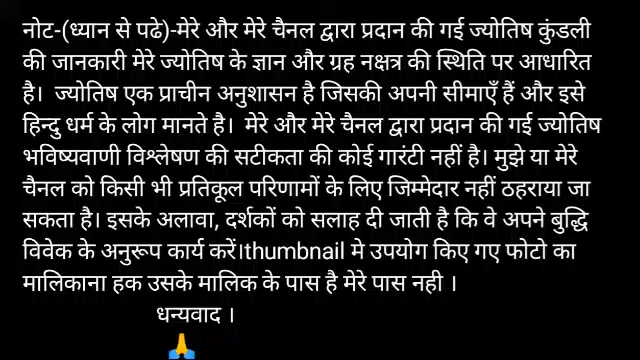 नोट-(ध्यान से पढे)-मेरे और मेरे चैनल द्वारा प्रदान की गई ज्योतिष कुंडली
की जानकारी मेरे ज्योतिष के ज्ञान और ग्रह नक्षत्र की स्थिति पर आधारित
है। ज्योतिष एक प्राचीन अनुशासन है जिसकी अपनी सीमाएँ हैं और इसे
हिन्दु धर्म के लोग मानते है। मेरे और मेरे चैनल द्वारा प्रदान की गई ज्योतिष
भविष्यवाणी विश्लेषण की सटीकता की कोई गारंटी नहीं है। मुझे या मेरे
चैनल को किसी भी प्रतिकूल परिणामों के लिए जिम्मेदार नहीं ठहराया जा
सकता है। इसके अलावा, दर्शकों को सलाह दी जाती है कि वे अपने बुद्धि
विवेक के अनुरूप कार्य करें।thumbnail मे उपयोग किए गए फोटो का
मालिकाना हक उसके मालिक के पास है मेरे पास नही ।
धन्यवाद ।
🙏